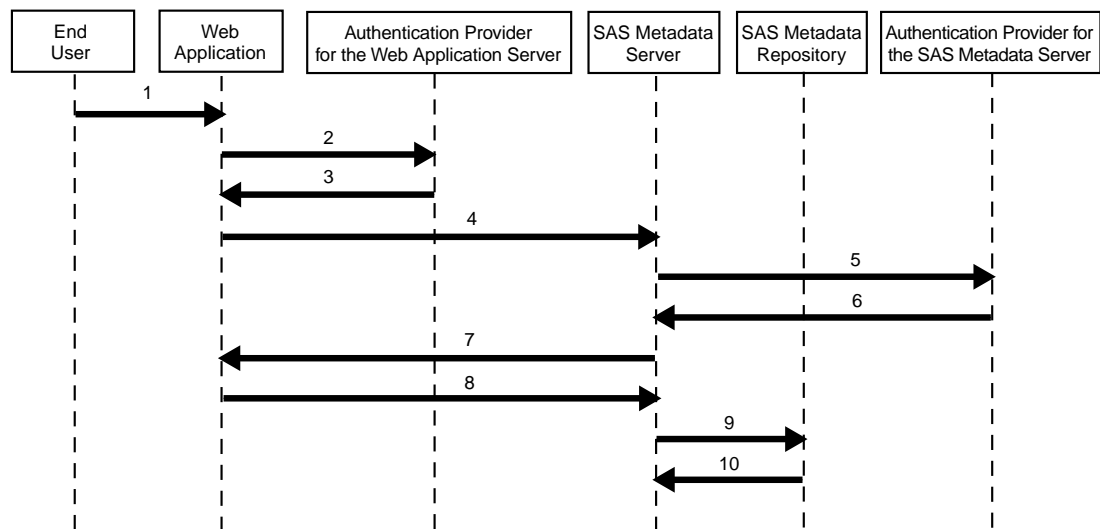 End
User
Web
Application
Authentication Provider
for the Web Application Server
SAS Metadata
Server
SAS Metadata
Repository
Authentication Provider for
the SAS Metadata Server
1
2
3
4
5
6
7
8
9
10